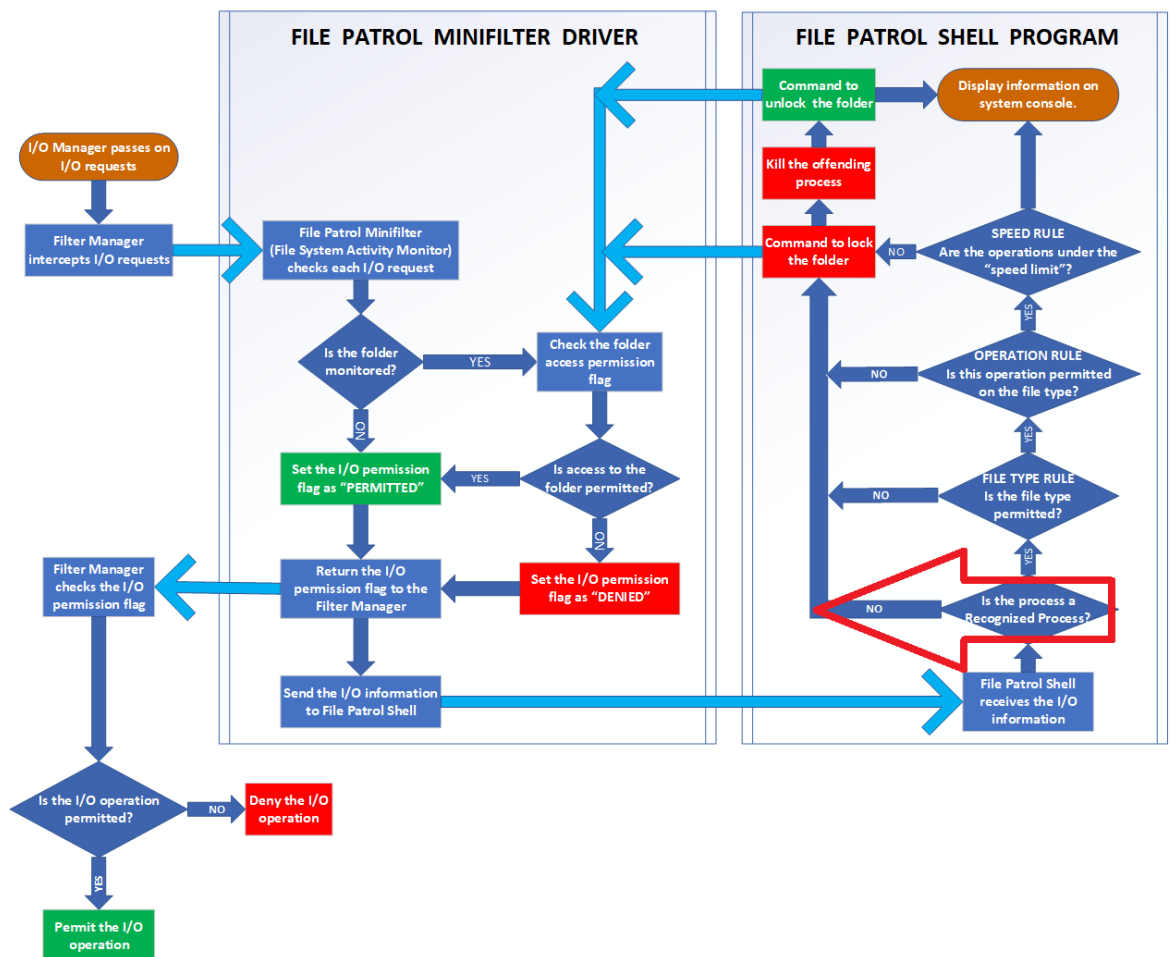 FILE PATROL MINIFILTER DRIVER
FILE PATROL SHELL PROGRAM
I/O Manager passes on
I/O requests
Filter Manager
intercepts I/O requests
File Patrol Minifilter
(File System Activity Monitor)
checks each I/O request
Is the folder
monitored?
YES
NO
Check the folder
access permission
flag
Set the I/O permission
flag as “PERMITTED”
YES
Is access to the
folder permitted?
NO
Set the I/O permission
flag as “DENIED”
Return the I/O
permission flag to the
Filter Manager
Send the I/O information
to File Patrol Shell
Filter Manager
checks the I/O
permission flag
Is the I/O operation
permitted?
NO
Deny the I/O
operation
YES
Permit the I/O
operation
Command to
unlock the folder
Display information on
system console.
Kill the offending
process
Command to lock
the folder
NO
SPEED RULE
Are the operations under the
“speed limit”?
YES
OPERATION RULE
Is this operation permitted
on the file type?
NO
YES
FILE TYPE RULE
Is the file type
permitted?
NO
YES
Is the process a
Recognized Process?
NO
File Patrol Shell
receives the I/O
information